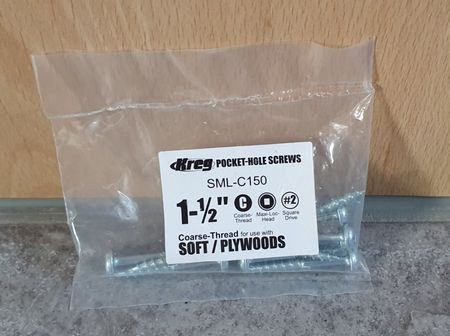 Kreg POCKET-HOLE SCREWS
SML-C150
1-½" C #2
Coarse-Thread Maxi-Loc-Head Square Drive
Coarse-Thread for use with
SOFT / PLYWOODS